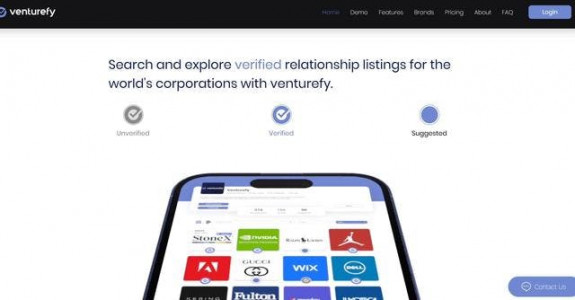 venturefy
Home Demo Features Brands Pricing About FAQ Login
Search and explore verified relationship listings for the
world's corporations with venturefy.
Unverified Verified Suggested
StoneX NVIDIA
GUCCI WIX DELL
Fulton
Contact Us